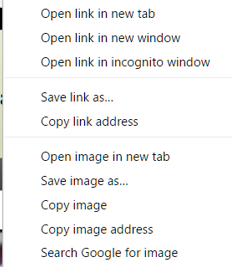 Open link in new tab
Open link in new window
Open link in incognito window
Save link as...
Copy link address
Open image in new tab
Save image as...
Copy image
Copy image address
Search Google for image